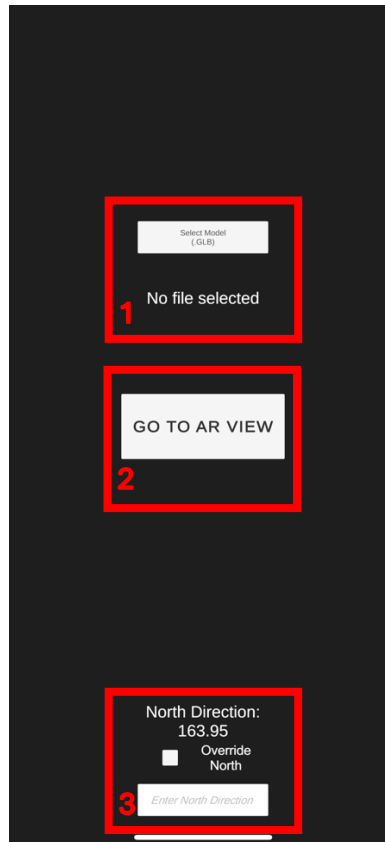 Select Model
(.GLB)
No file selected
1
GO TO AR VIEW
2
North Direction:
163.95
Override
North
3
Enter North Direction